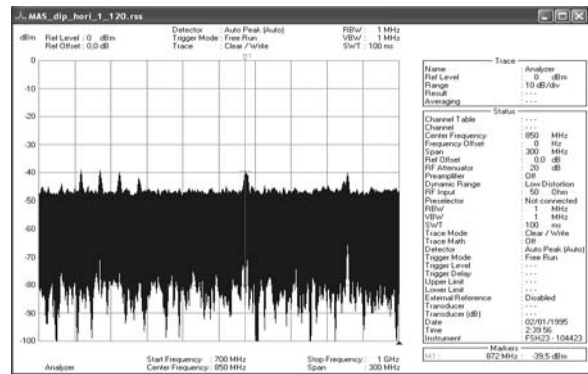 MAS_dip_hori_1_120.rss
dBm
Ref Level : 0 dBm
Ref Offset : 0,0 dB
Detector : Auto Peak (Auto)
Trigger Mode : Free Run
Trace : Clear / Write
RBW : 1 MHz
VBW : 1 MHz
SWT : 100 ms
0
-10
-20
-30
-40
-50
-60
-70
-80
-90
-100
Analyzer
Start Frequency : 700 MHz
Center Frequency : 850 MHz
Stop Frequency : 1 GHz
Span : 300 MHz
Trace
Name : Analyzer
Ref Level : 0 dBm
Range : 10 dB/div
Result : ---
Averaging : ---
Status
Channel Table : ---
Channel : ---
Center Frequency : 850 MHz
Frequency Offset : 0 Hz
Span : 300 MHz
Ref Offset : 0,0 dB
RF Attenuator : 20 dB
Preamplifier : Off
Dynamic Range : Low Distortion
RF Input : 50 Ohm
Preselector : Not connected
RBW : 1 MHz
VBW : 1 MHz
SWT : 100 ms
Trace Mode : Clear / Write
Trace Math : Off
Detector : Auto Peak (Auto)
Trigger Mode : Free Run
Trigger Level : ---
Trigger Delay : ---
Upper Limit : ---
Lower Limit : ---
External Reference : Disabled
Transducer : ---
Transducer (dB) : ---
Date : 02/01/1995
Time : 2:39:56
Instrument : FSH23 - 104423
Markers
M1 : 872 MHz : -39,5 dBm